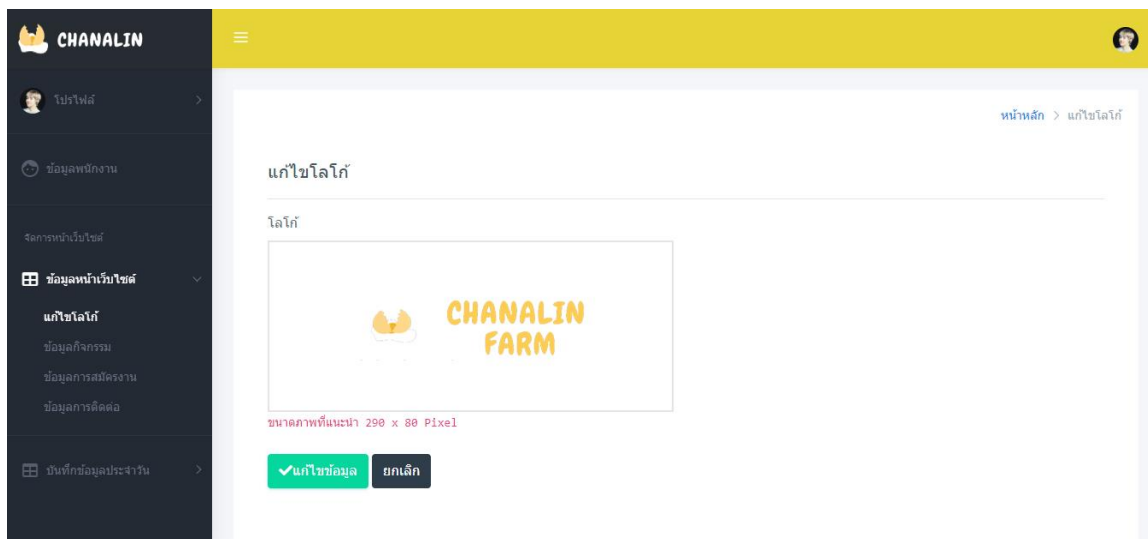 CHANALIN
โปรไฟล์
ข้อมูลพนักงาน
จัดการหน้าเว็บไซต์
ข้อมูลหน้าเว็บไซต์
แก้ไขโลโก้
ข้อมูลกิจกรรม
ข้อมูลการสมัครงาน
ข้อมูลการติดต่อ
บันทึกข้อมูลประจำวัน
หน้าหลัก > แก้ไขโลโก้
แก้ไขโลโก้
โลโก้
CHANALIN
FARM
ขนาดภาพที่แนะนำ 290 x 80 Pixel
แก้ไขข้อมูล ยกเลิก